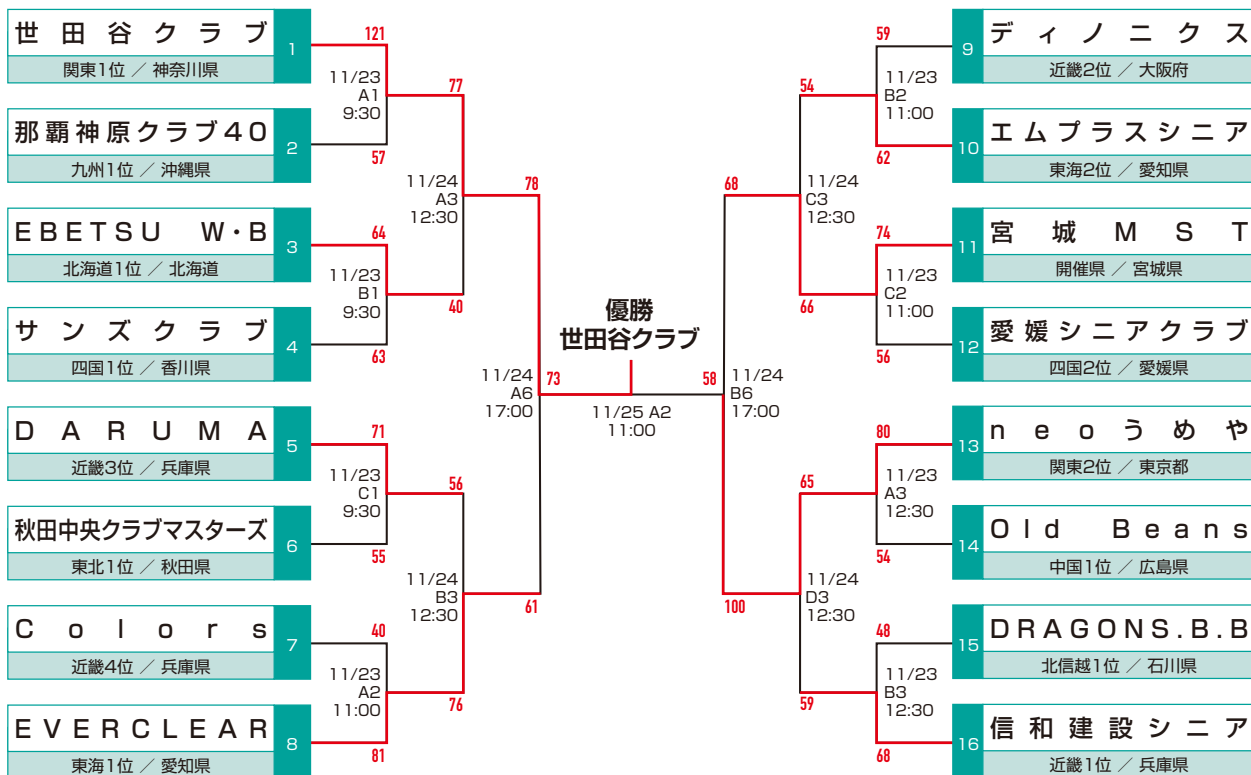 世田谷クラブ
1
関東1位 ／ 神奈川県
那覇神原クラブ40
2
九州1位 ／ 沖縄県
EBETSU W・B
3
北海道1位 ／ 北海道
サンズクラブ
4
四国1位 ／ 香川県
DARUMA
5
近畿3位 ／ 兵庫県
秋田中央クラブマスターズ
6
東北1位 ／ 秋田県
Colors
7
近畿4位 ／ 兵庫県
EVERCLEAR
8
東海1位 ／ 愛知県
121
11/23
A1
9:30
57
64
11/23
B1
9:30
63
71
11/23
C1
9:30
55
40
11/23
A2
11:00
81
77
11/24
A3
12:30
40
56
11/24
B3
12:30
76
78
11/24
A6
17:00
61
優勝
世田谷クラブ
73
58
11/25 A2
11:00
68
11/24
B6
17:00
100
54
11/24
C3
12:30
66
65
11/24
D3
12:30
59
59
11/23
B2
11:00
62
74
11/23
C2
11:00
56
80
11/23
A3
12:30
54
48
11/23
B3
12:30
68
9
ディノニクス
近畿2位 ／ 大阪府
10
エムプラスシニア
東海2位 ／ 愛知県
11
宮城MST
開催県 ／ 宮城県
12
愛媛シニアクラブ
四国2位 ／ 愛媛県
13
neoうめや
関東2位 ／ 東京都
14
Old Beans
中国1位 ／ 広島県
15
DRAGONS.B.B
北信越1位 ／ 石川県
16
信和建設シニア
近畿1位 ／ 兵庫県